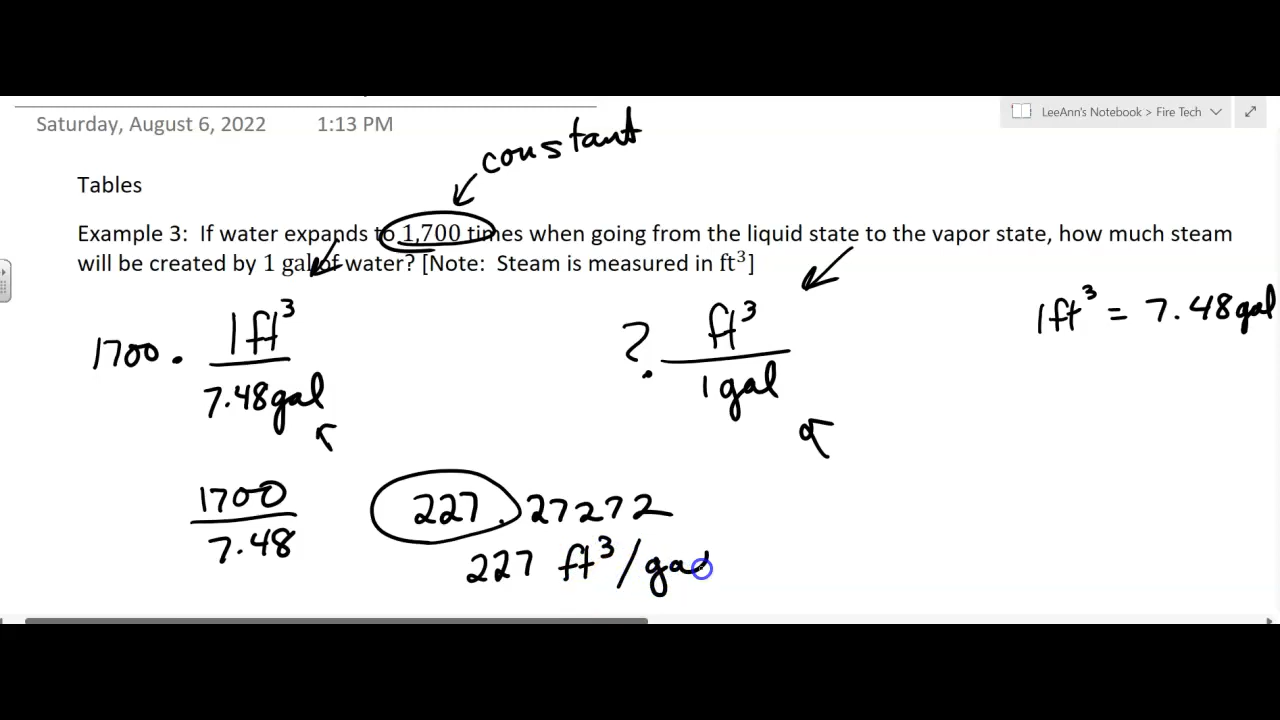 Saturday, August 6, 2022 1:13 PM
LeeAnn's Notebook > Fire Tech
constant
Tables
Example 3: If water expands to 1,700 times when going from the liquid state to the vapor state, how much steam
will be created by 1 gal of water? [Note: Steam is measured in ft³]
1700 · 1ft³ / 7.48gal
? ft³ / 1gal
1ft³ = 7.48gal
1700 / 7.48
227.27272
227 ft³/gal